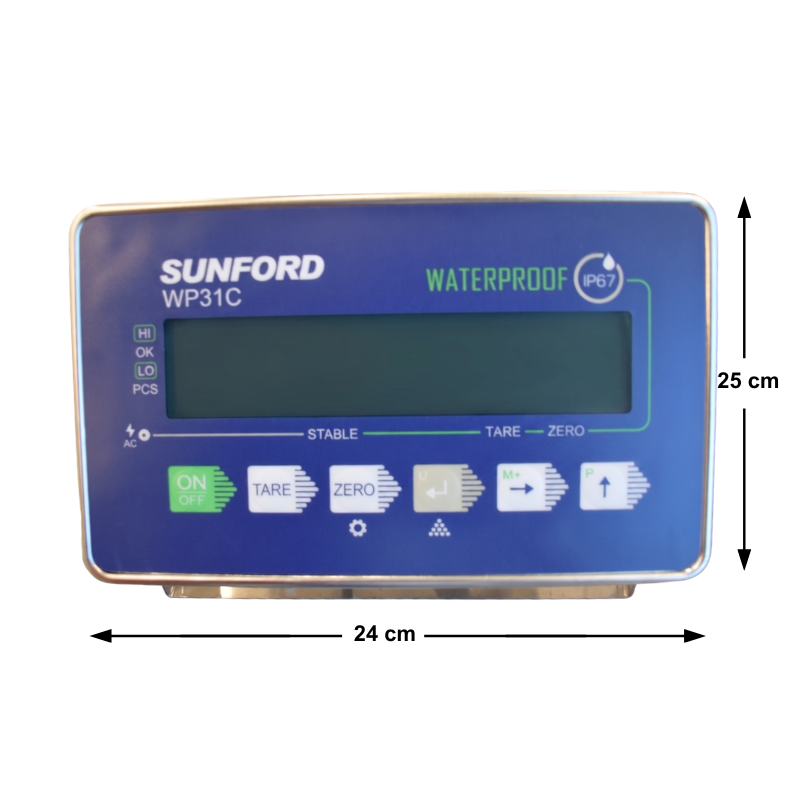 SUNFORD
WP31C
WATERPROOF IP67
HI
OK
LO
PCS
AC
STABLE TARE ZERO
ON
OFF
TARE
ZERO
U
M+
P
25 cm
24 cm